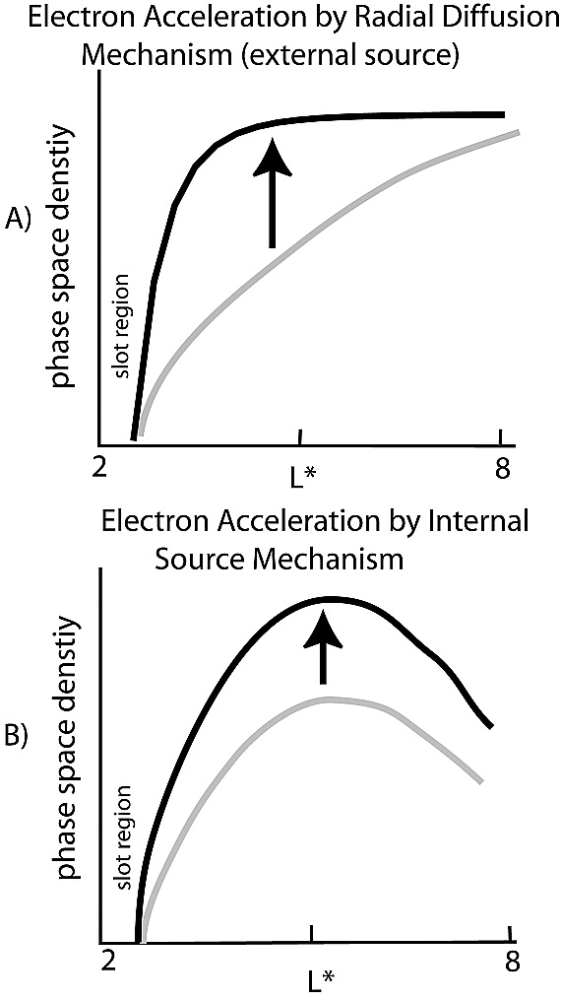 Electron Acceleration by Radial Diffusion
Mechanism (external source)
A)
phase space denstiy
slot region
2
L*
8
Electron Acceleration by Internal
Source Mechanism
B)
phase space denstiy
slot region
2
L*
8